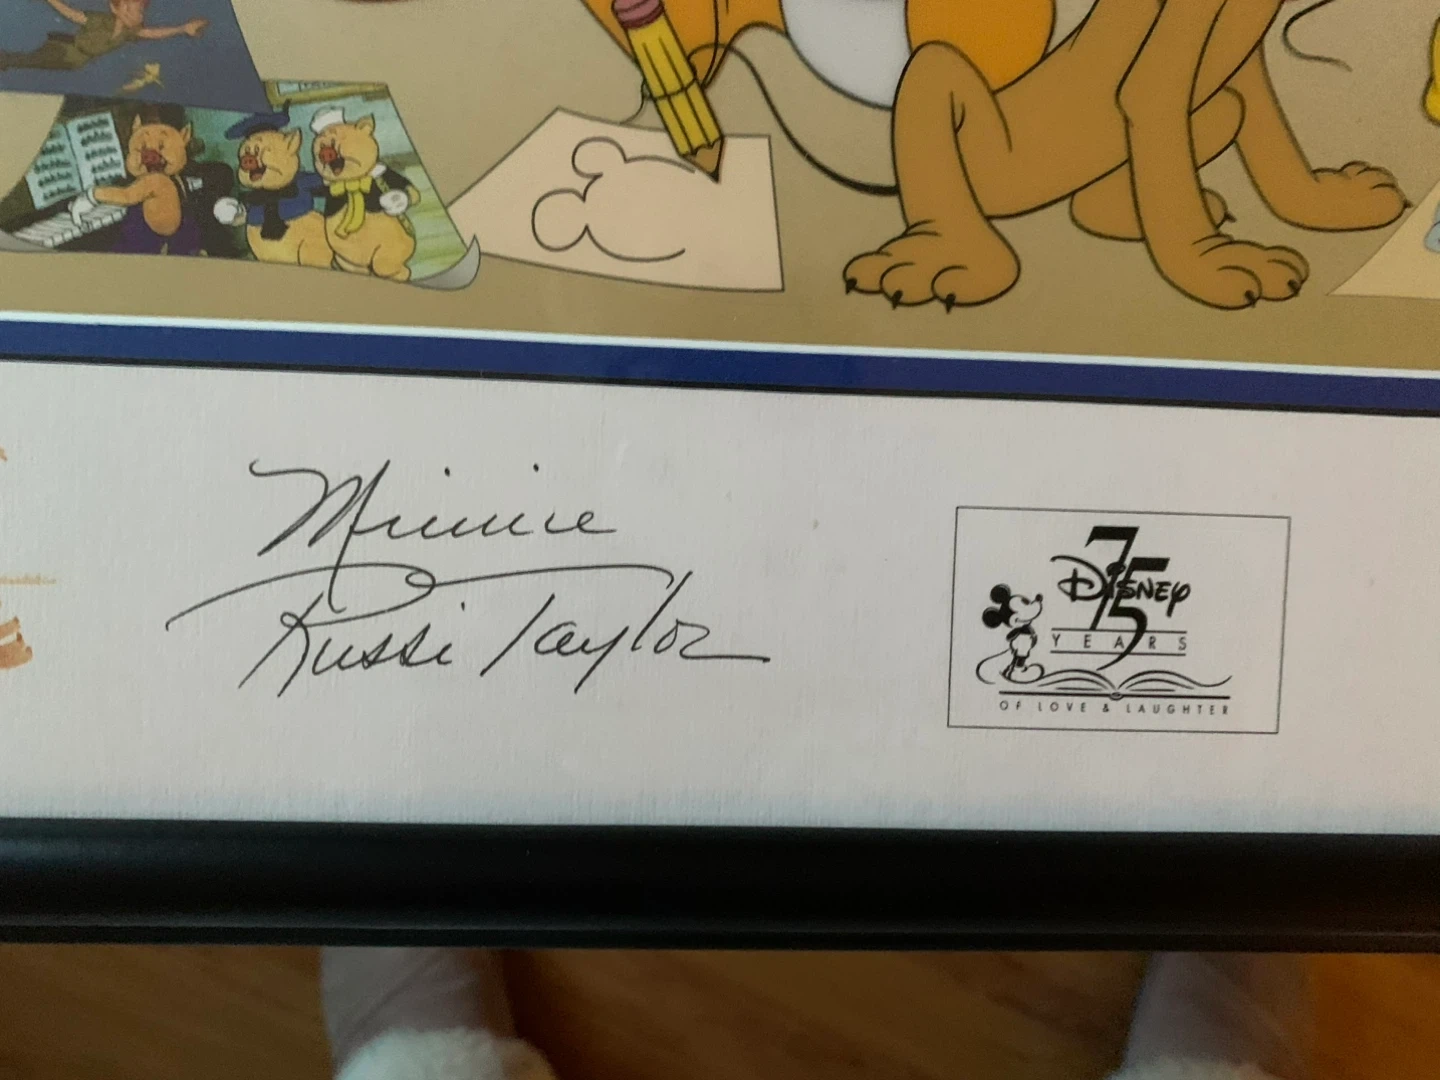 Minnie
Russi Taylor
75
DISNEY
YEARS
OF LOVE & LAUGHTER